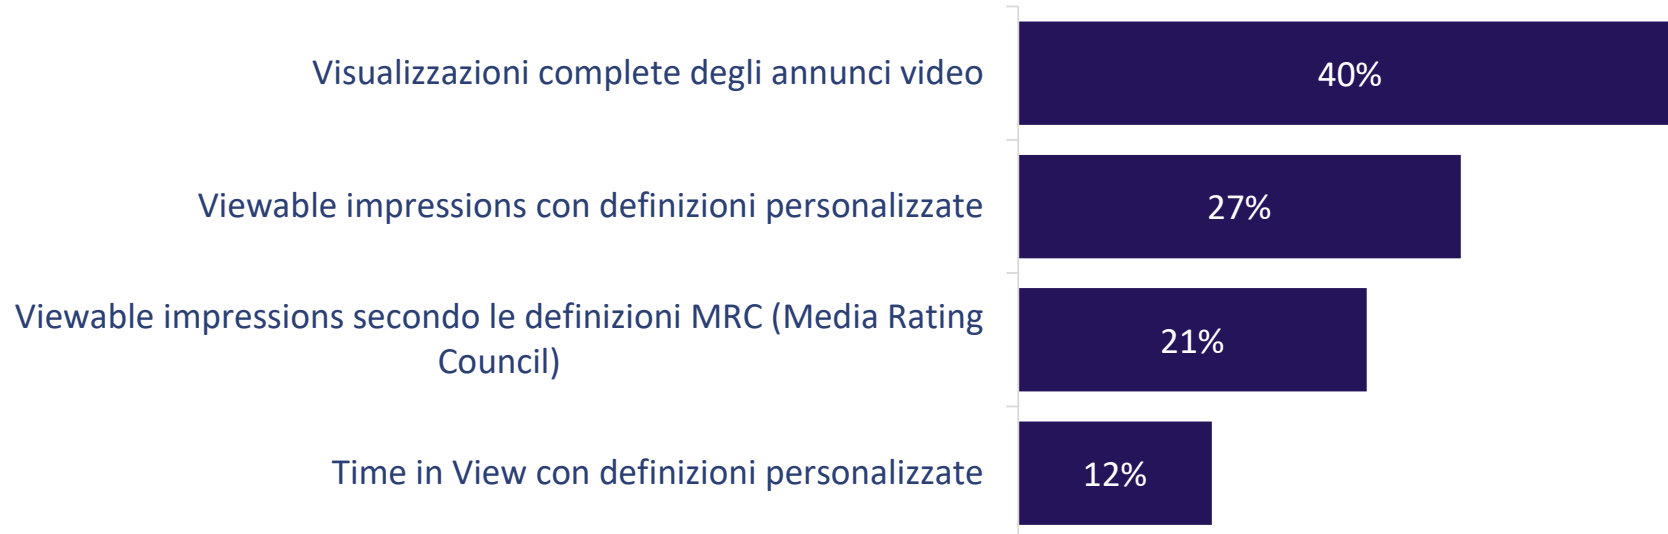 Visualizzazioni complete degli annunci video
40%
Viewable impressions con definizioni personalizzate
27%
Viewable impressions secondo le definizioni MRC (Media Rating
Council)
21%
Time in View con definizioni personalizzate
12%